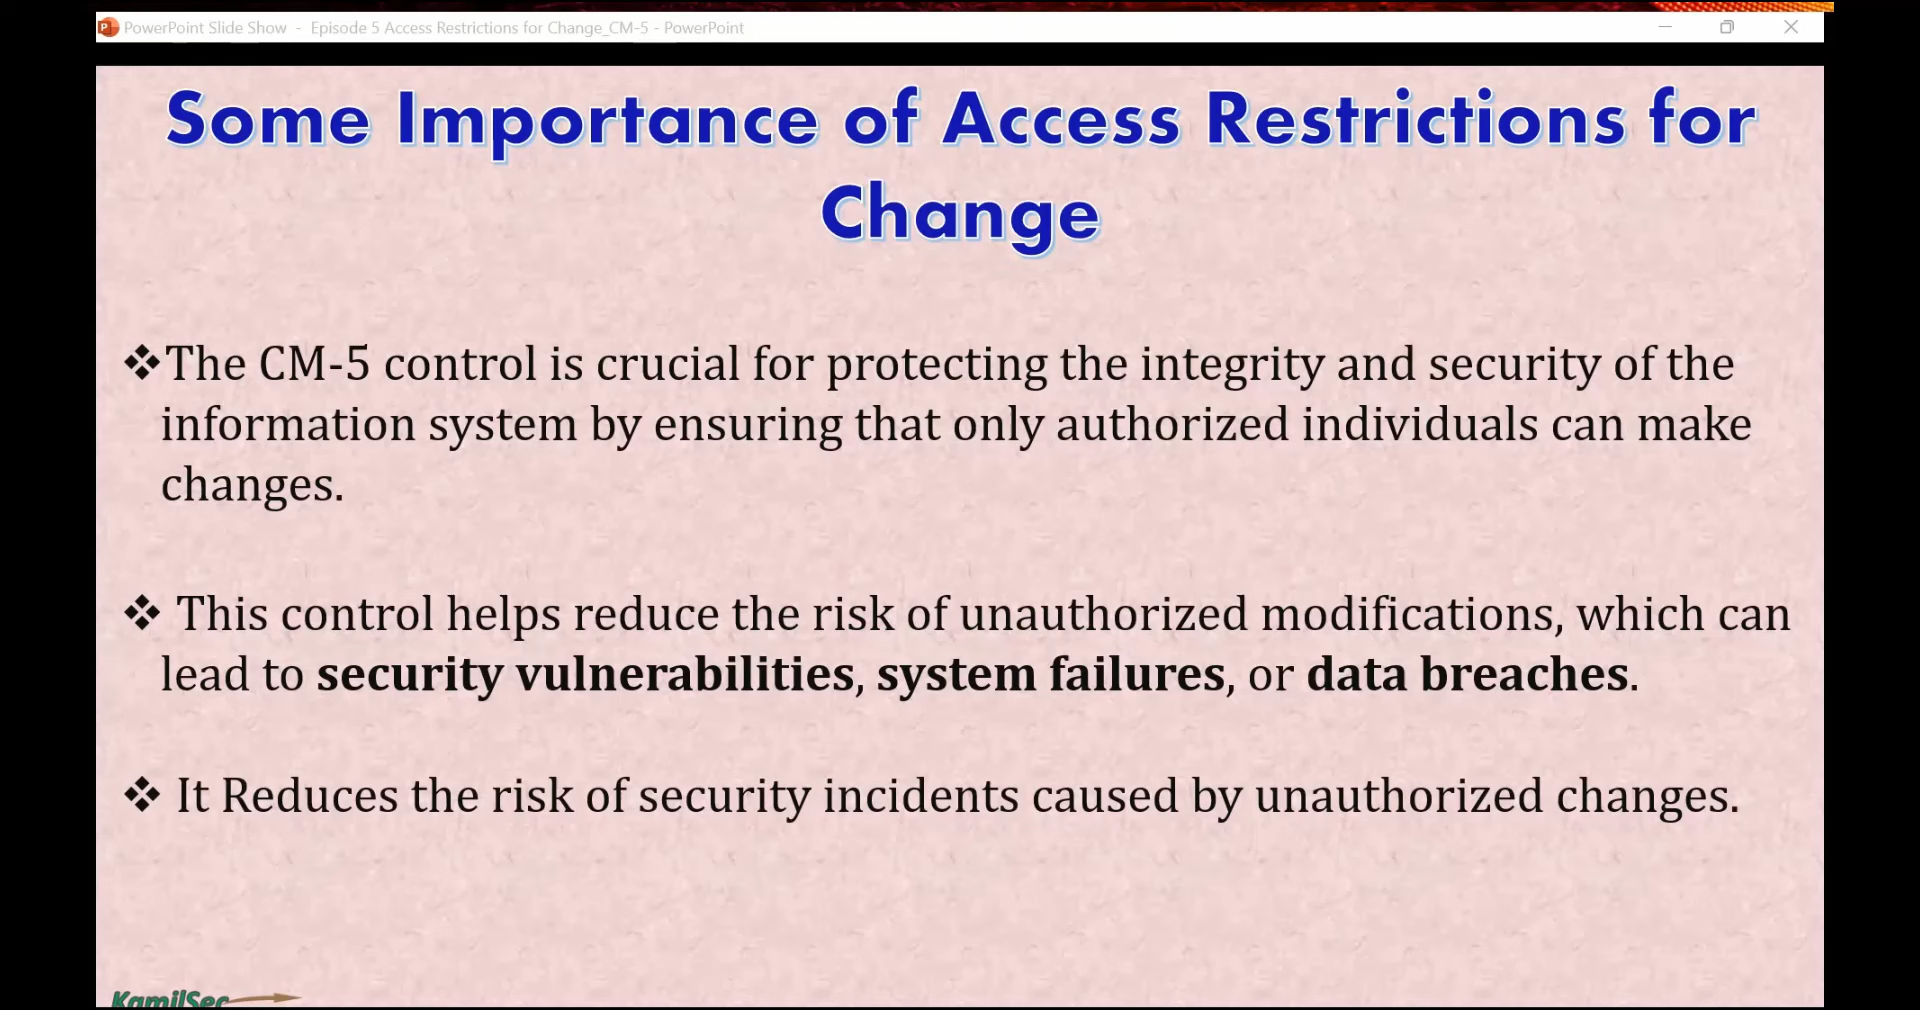 PowerPoint Slide Show - Episode 5 Access Restrictions for Change_CM-5 - PowerPoint
Some Importance of Access Restrictions for
Change
❖The CM-5 control is crucial for protecting the integrity and security of the
information system by ensuring that only authorized individuals can make
changes.
❖ This control helps reduce the risk of unauthorized modifications, which can
lead to security vulnerabilities, system failures, or data breaches.
❖ It Reduces the risk of security incidents caused by unauthorized changes.
KamilSec